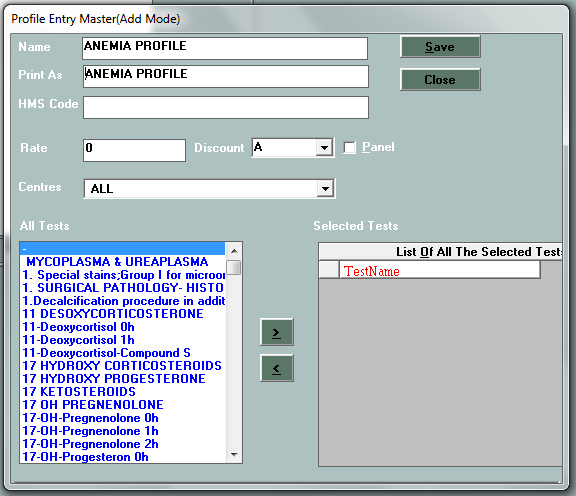 Profile Entry Master(Add Mode)
Name
ANEMIA PROFILE
Save
Print As
ANEMIA PROFILE
Close
HMS Code
Rate
0
Discount
A
Panel
Centres
ALL
All Tests
Selected Tests
-
MYCOPLASMA & UREAPLASMA
1. Special stains;Group I for microor
1. SURGICAL PATHOLOGY- HISTO
1.Decalcification procedure in addit
11 DESOXYCORTICOSTERONE
11-Deoxycortisol 0h
11-Deoxycortisol 1h
11-Deoxycortisol-Compound S
17 HYDROXY CORTICOSTEROIDS
17 HYDROXY PROGESTERONE
17 KETOSTEROIDS
17 OH PREGNENOLONE
17-OH-Pregnenolone 0h
17-OH-Pregnenolone 1h
17-OH-Pregnenolone 2h
17-OH-Progesteron 0h
>
<
List Of All The Selected Test:
TestName